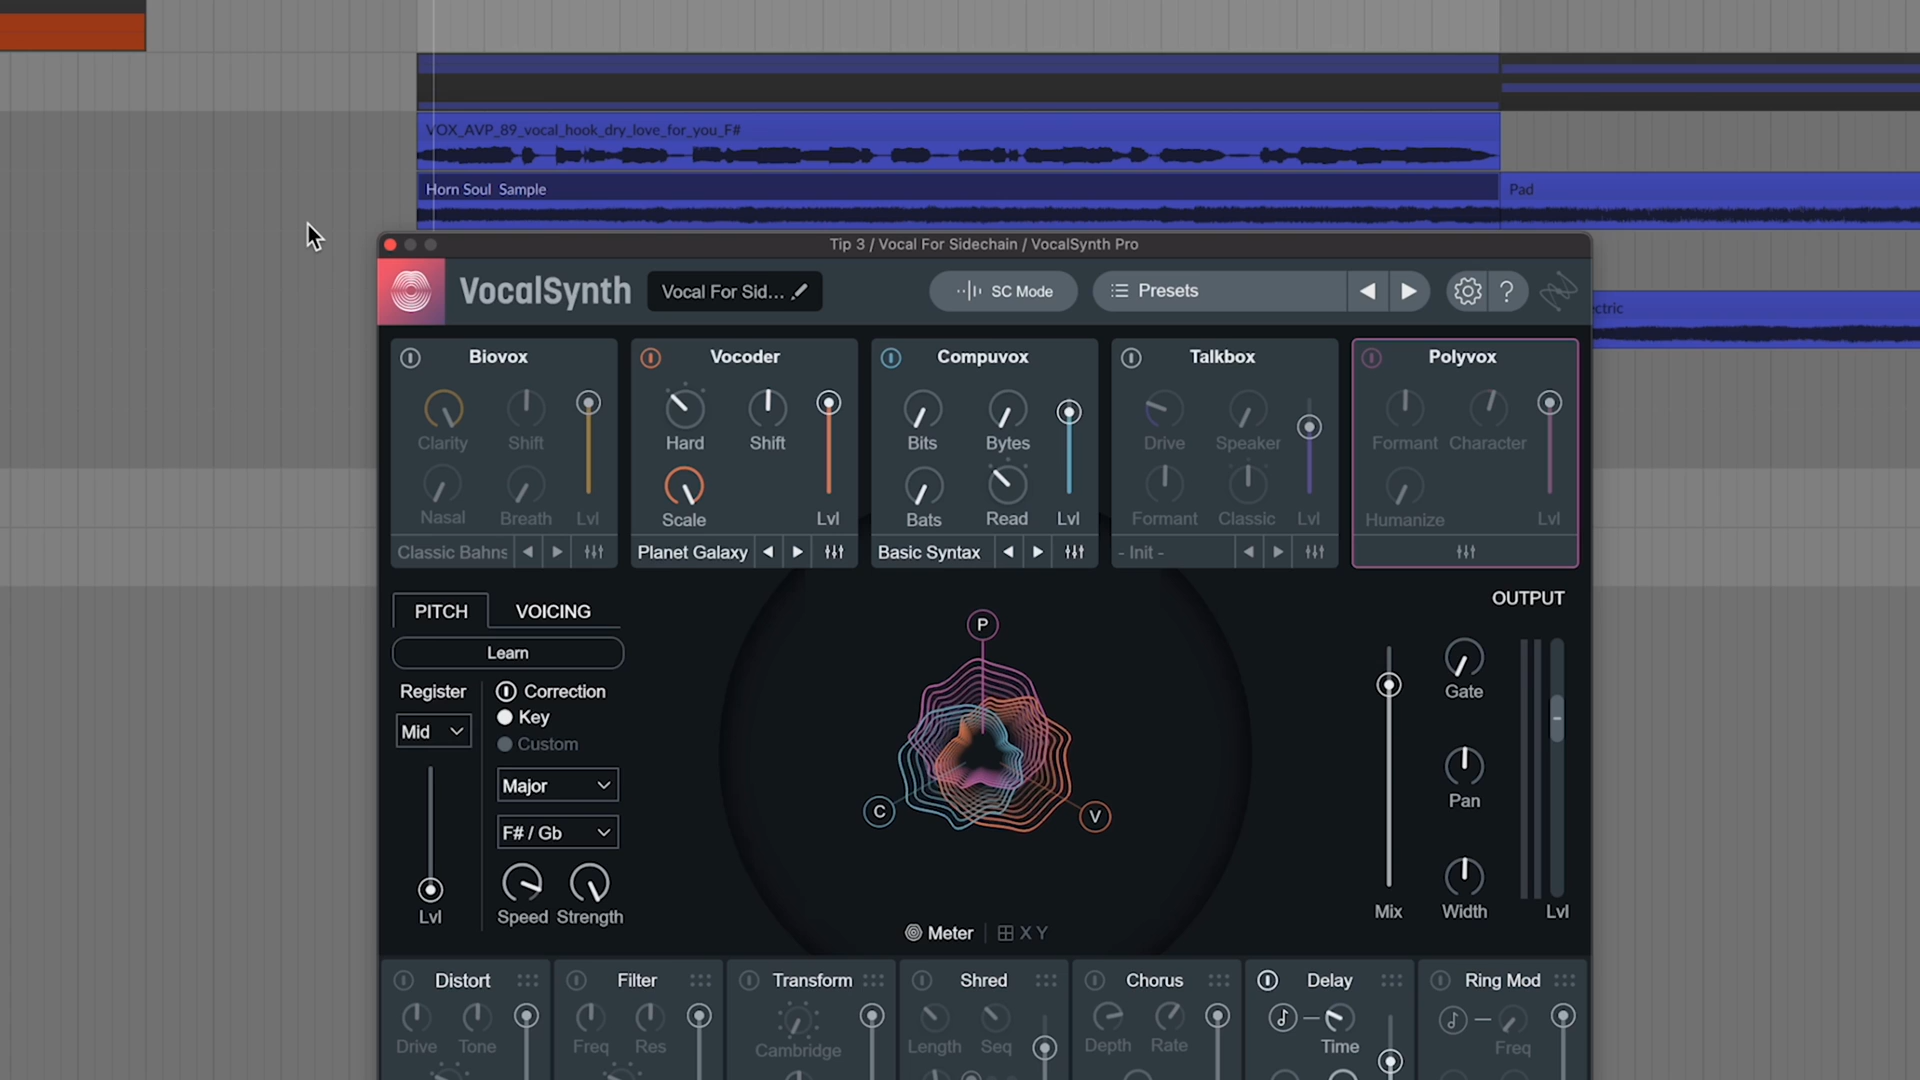 VOX_AVP_89_vocal_hook_dry_love_for_you_F#
Horn Soul Sample
Pad
ctric
Tip 3 / Vocal For Sidechain / VocalSynth Pro
VocalSynth
Vocal For Sid...
SC Mode
Presets
?
Biovox
Vocoder
Compuvox
Talkbox
Polyvox
Clarity
Shift
Hard
Shift
Bits
Bytes
Drive
Speaker
Formant
Character
Nasal
Breath
Lvl
Scale
Lvl
Bats
Read
Lvl
Formant
Classic
Lvl
Humanize
Lvl
Classic Bahns
Planet Galaxy
Basic Syntax
- Init -
PITCH
VOICING
OUTPUT
Learn
Register
Correction
Key
Mid
Custom
Major
F# / Gb
Speed
Strength
Lvl
P
C
V
Meter
X Y
Gate
Pan
Mix
Width
Lvl
Distort
Filter
Transform
Shred
Chorus
Delay
Ring Mod
Drive
Tone
Freq
Res
Cambridge
Length
Seq
Depth
Rate
Time
Freq